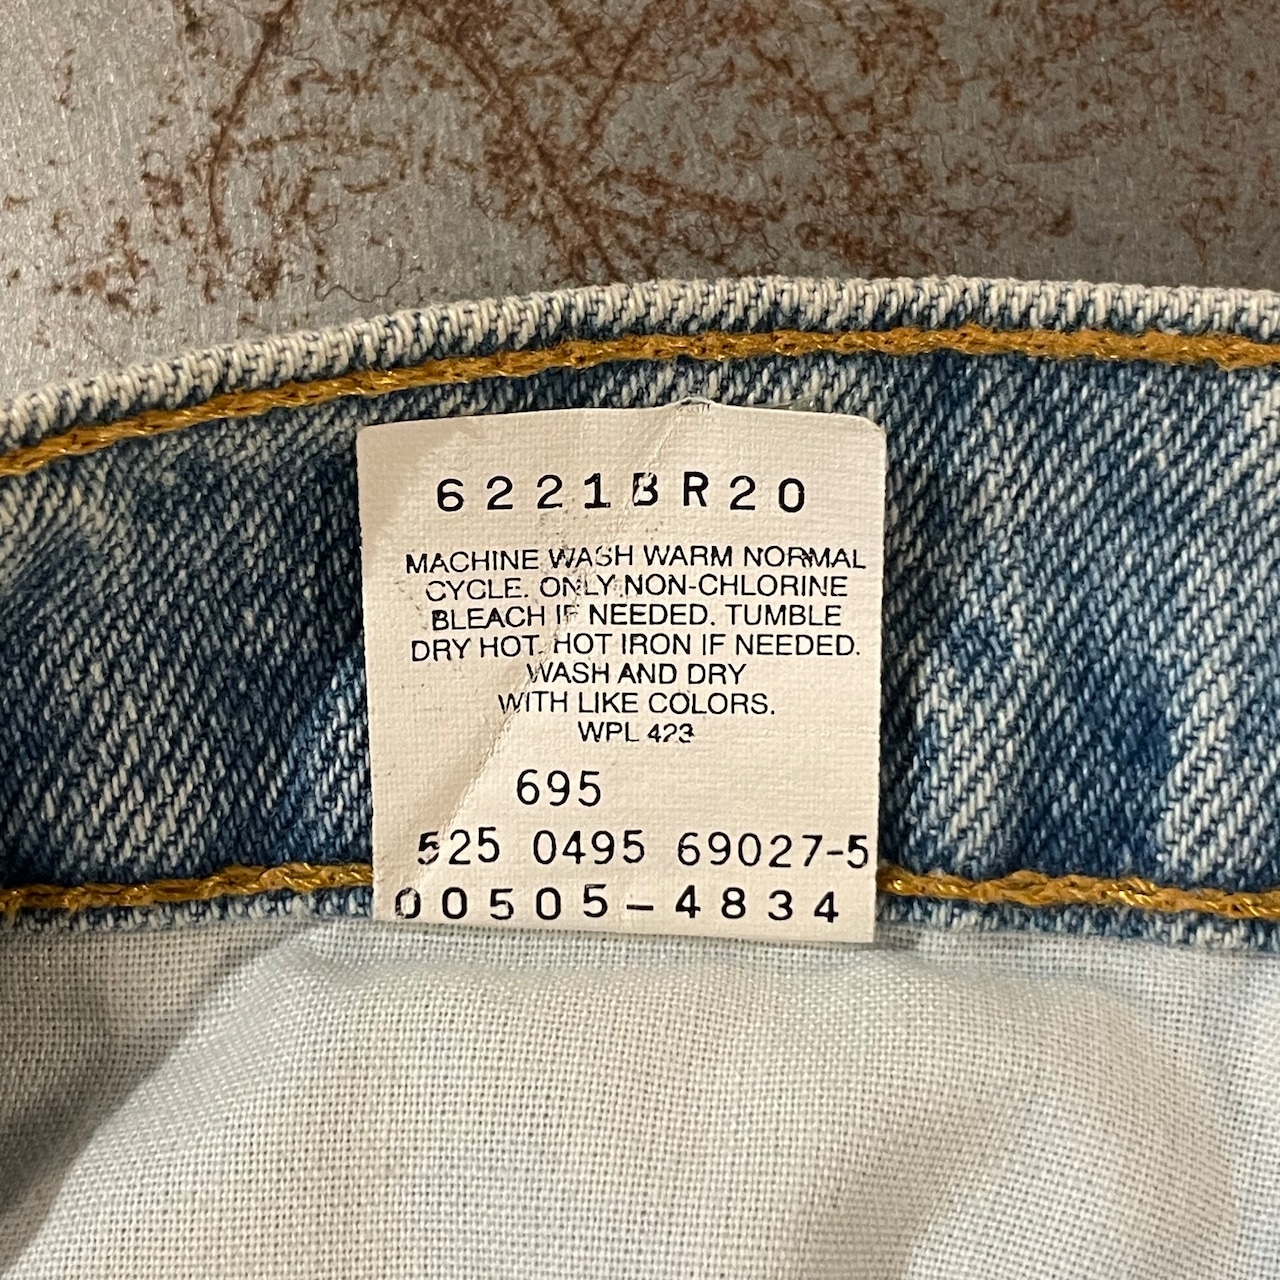 6221BR20
MACHINE WASH WARM NORMAL
CYCLE. ONLY NON-CHLORINE
BLEACH IF NEEDED. TUMBLE
DRY HOT. HOT IRON IF NEEDED.
WASH AND DRY
WITH LIKE COLORS.
WPL 423
695
525 0495 69027-5
00505-4834